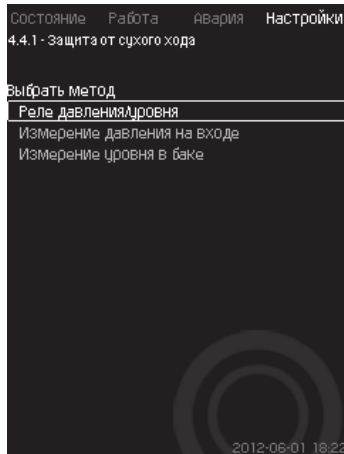 Состояние Работа Авария Настройки
4.4.1 - Защита от сухого хода
Выбрать метод
Реле давления/уровня
Измерение давления на входе
Измерение уровня в баке
2012-06-01 18:22